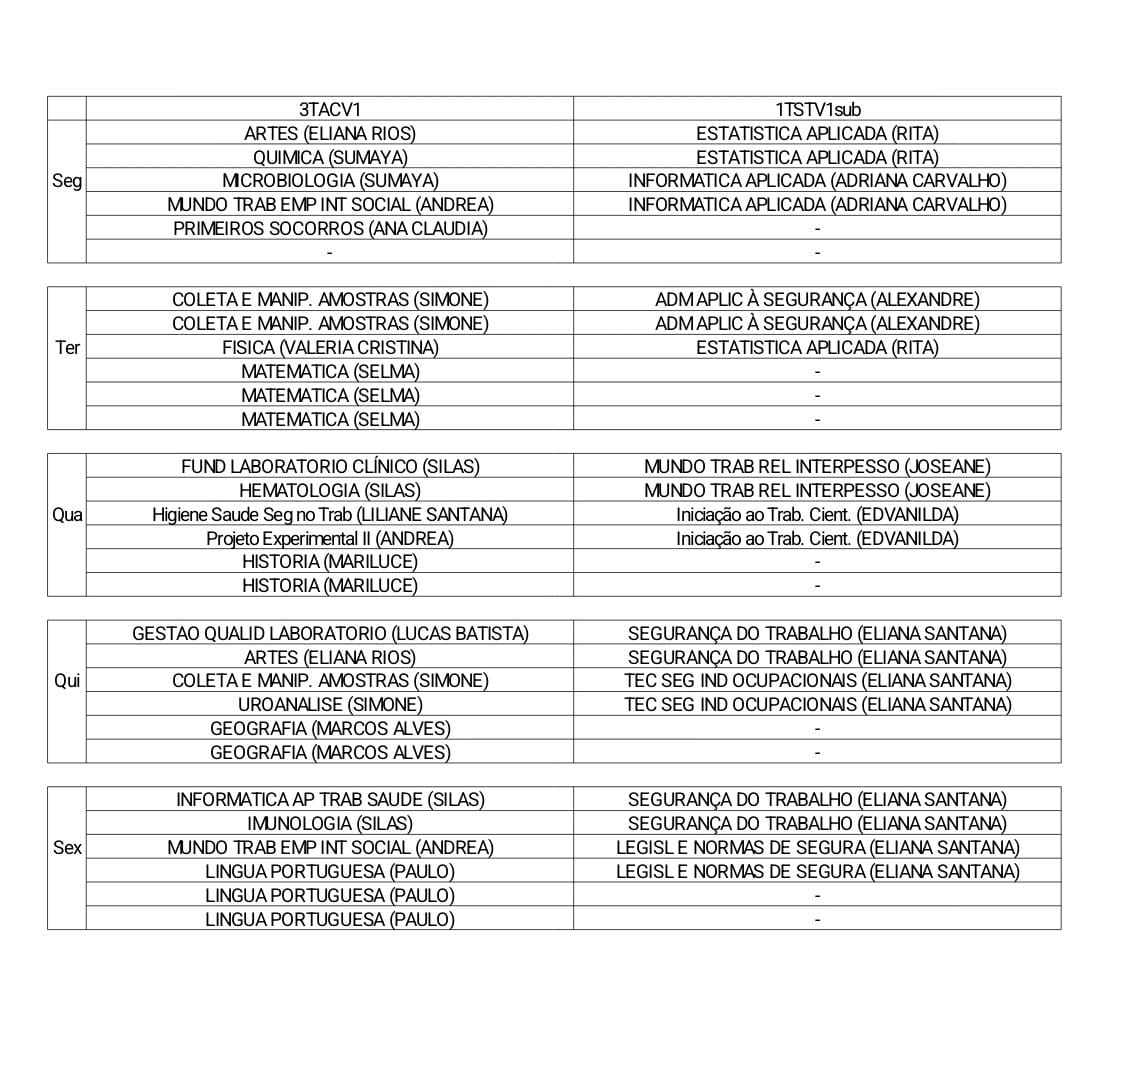 3TACV1 1TSTV1sub
ARTES (ELIANA RIOS) ESTATISTICA APLICADA (RITA)
QUIMICA (SUMAYA) ESTATISTICA APLICADA (RITA)
Seg MICROBIOLOGIA (SUMAYA) INFORMATICA APLICADA (ADRIANA CARVALHO)
MUNDO TRAB EMP INT SOCIAL (ANDREA) INFORMATICA APLICADA (ADRIANA CARVALHO)
PRIMEIROS SOCORROS (ANA CLAUDIA) -
- -
COLETA E MANIP. AMOSTRAS (SIMONE) ADM APLIC À SEGURANÇA (ALEXANDRE)
COLETA E MANIP. AMOSTRAS (SIMONE) ADM APLIC À SEGURANÇA (ALEXANDRE)
Ter FISICA (VALERIA CRISTINA) ESTATISTICA APLICADA (RITA)
MATEMATICA (SELMA) -
MATEMATICA (SELMA) -
MATEMATICA (SELMA) -
FUND LABORATORIO CLÍNICO (SILAS) MUNDO TRAB REL INTERPESSO (JOSEANE)
HEMATOLOGIA (SILAS) MUNDO TRAB REL INTERPESSO (JOSEANE)
Qua Higiene Saude Seg no Trab (LILIANE SANTANA) Iniciação ao Trab. Cient. (EDVANILDA)
Projeto Experimental II (ANDREA) Iniciação ao Trab. Cient. (EDVANILDA)
HISTORIA (MARILUCE) -
HISTORIA (MARILUCE) -
GESTAO QUALID LABORATORIO (LUCAS BATISTA) SEGURANÇA DO TRABALHO (ELIANA SANTANA)
ARTES (ELIANA RIOS) SEGURANÇA DO TRABALHO (ELIANA SANTANA)
Qui COLETA E MANIP. AMOSTRAS (SIMONE) TEC SEG IND OCUPACIONAIS (ELIANA SANTANA)
UROANALISE (SIMONE) TEC SEG IND OCUPACIONAIS (ELIANA SANTANA)
GEOGRAFIA (MARCOS ALVES) -
GEOGRAFIA (MARCOS ALVES) -
INFORMATICA AP TRAB SAUDE (SILAS) SEGURANÇA DO TRABALHO (ELIANA SANTANA)
IMUNOLOGIA (SILAS) SEGURANÇA DO TRABALHO (ELIANA SANTANA)
Sex MUNDO TRAB EMP INT SOCIAL (ANDREA) LEGISL E NORMAS DE SEGURA (ELIANA SANTANA)
LINGUA PORTUGUESA (PAULO) LEGISL E NORMAS DE SEGURA (ELIANA SANTANA)
LINGUA PORTUGUESA (PAULO) -
LINGUA PORTUGUESA (PAULO) -